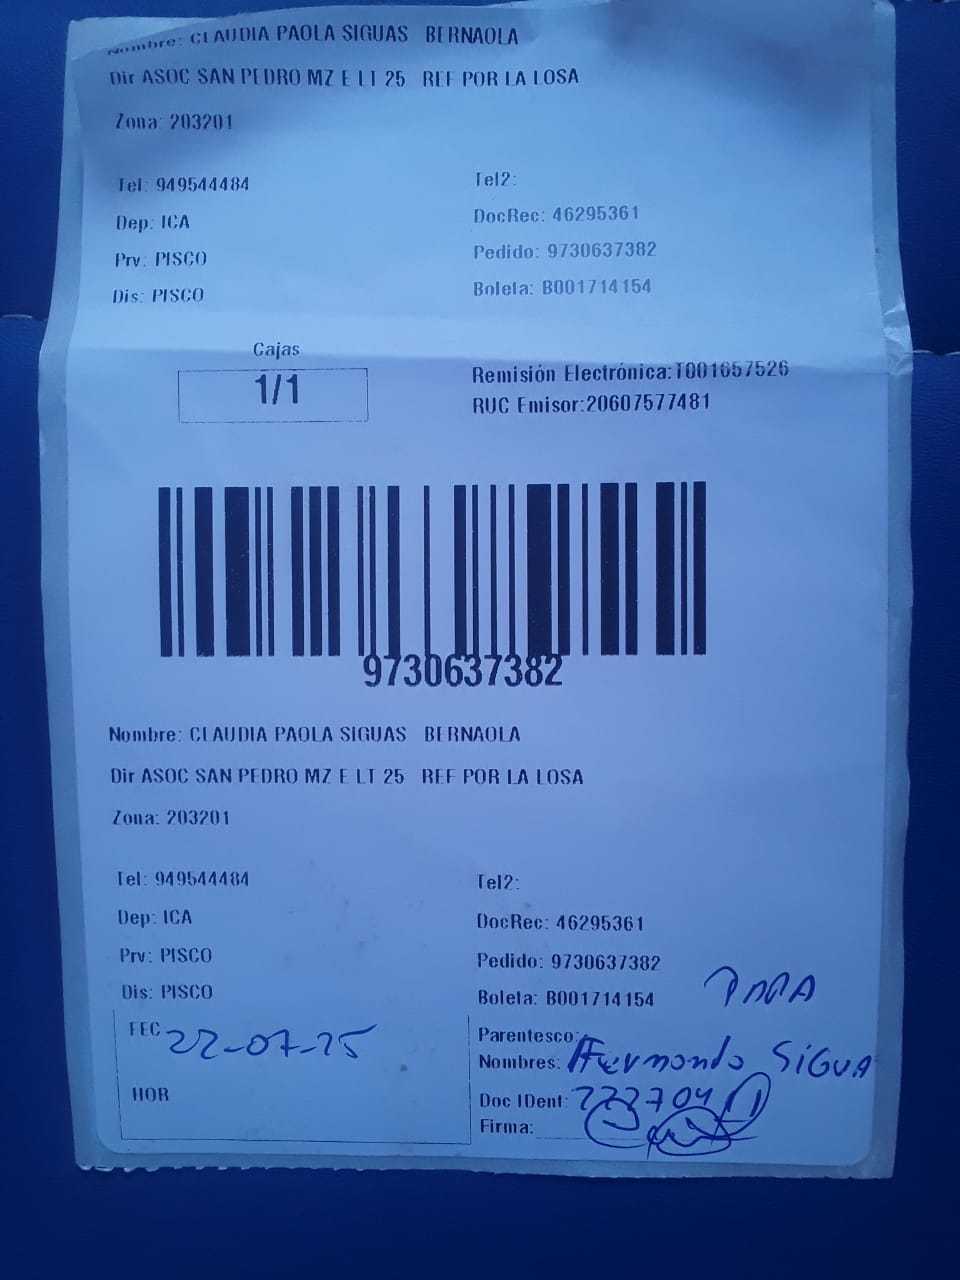 Nombre: CLAUDIA PAOLA SIGUAS BERNAOLA
Dir ASOC SAN PEDRO MZ E LT 25 REF POR LA LOSA
Zona: 203201
Tel: 949544484 Tel2:
Dep: ICA DocRec: 46295361
Prv: PISCO Pedido: 9730637382
Dis: PISCO Boleta: B001714154
Cajas
1/1
Remisión Electrónica:T001657526
RUC Emisor:20607577481
9730637382
Nombre: CLAUDIA PAOLA SIGUAS BERNAOLA
Dir ASOC SAN PEDRO MZ E LT 25 REF POR LA LOSA
Zona: 203201
Tel: 949544484 Tel2:
Dep: ICA DocRec: 46295361
Prv: PISCO Pedido: 9730637382
Dis: PISCO Boleta: B001714154
FEC 22-07-25 Parentesco: PAPA
Nombres: Fernando SIGUA
HOR Doc IDent:
Firma: